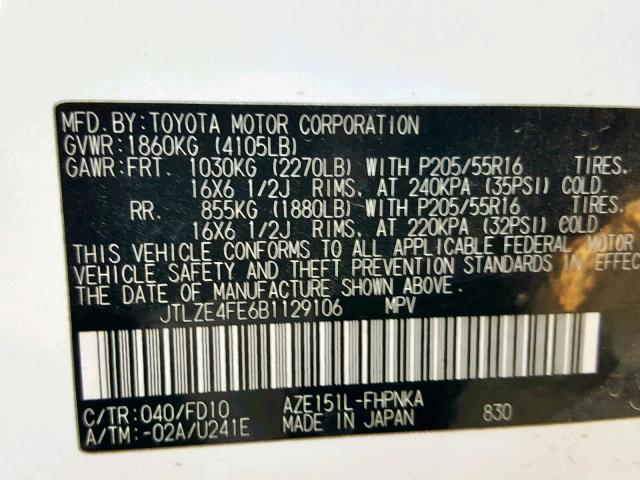 MFD. BY: TOYOTA MOTOR CORPORATION
GVWR: 1860KG (4105LB)
GAWR: FRT. 1030KG (2270LB) WITH P205/55R16 TIRES.
16X6 1/2J RIMS, AT 240KPA (35PSI) COLD.
RR. 855KG (1880LB) WITH P205/55R16 TIRES.
16X6 1/2J RIMS, AT 220KPA (32PSI) COLD.
THIS VEHICLE CONFORMS TO ALL APPLICABLE FEDERAL MOTOR
VEHICLE SAFETY AND THEFT PREVENTION STANDARDS IN EFFEC
THE DATE OF MANUFACTURE SHOWN ABOVE.
JTLZE4FE6B1129106 MPV
C/TR: 040/FD10 AZE151L-FHPNKA
A/TM: -02A/U241E MADE IN JAPAN 830